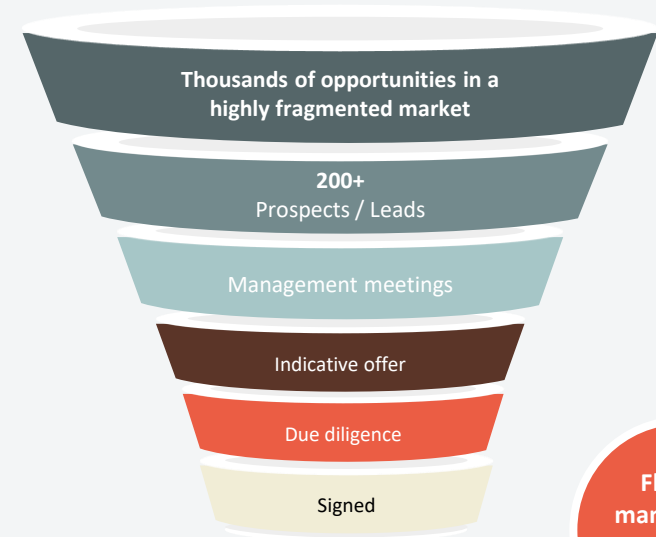 Thousands of opportunities in a
highly fragmented market
200+
Prospects / Leads
Management meetings
Indicative offer
Due diligence
Signed